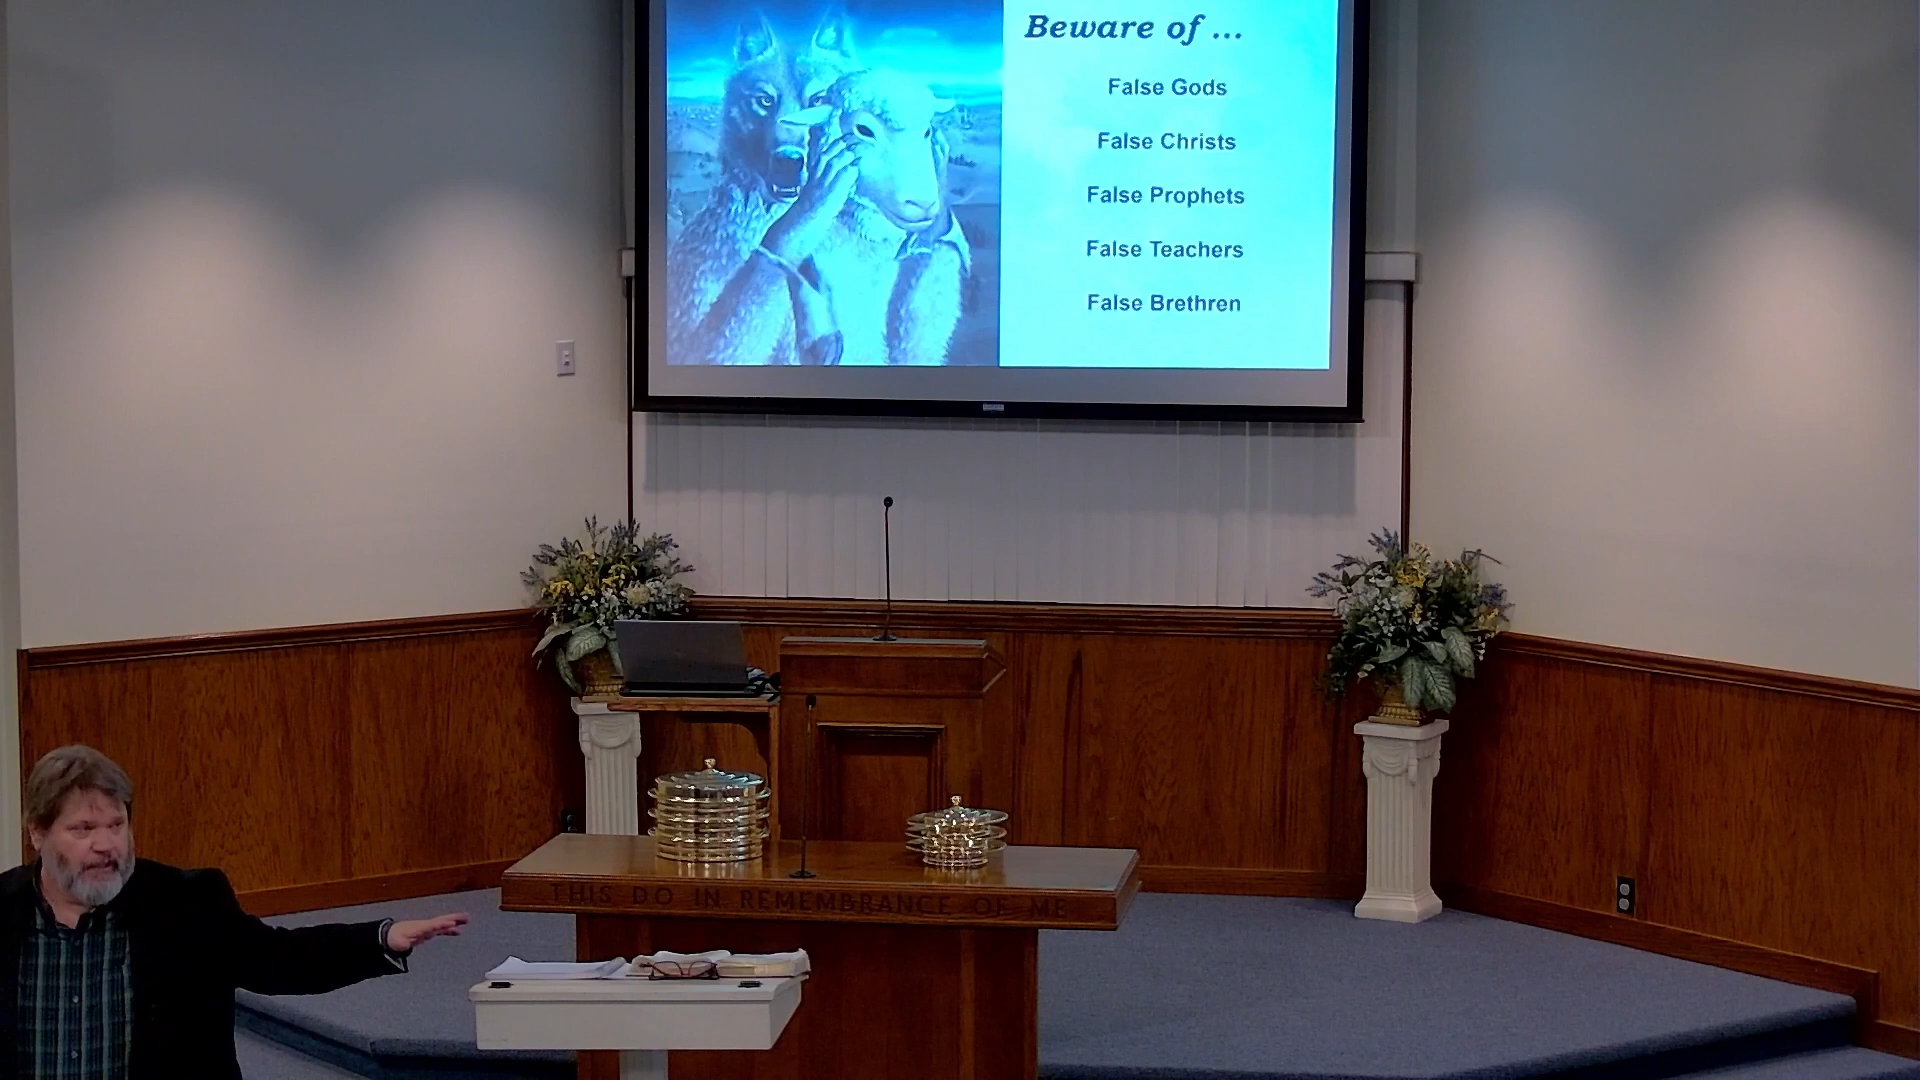 Beware of ...
False Gods
False Christs
False Prophets
False Teachers
False Brethren
THIS DO IN REMEMBRANCE OF ME